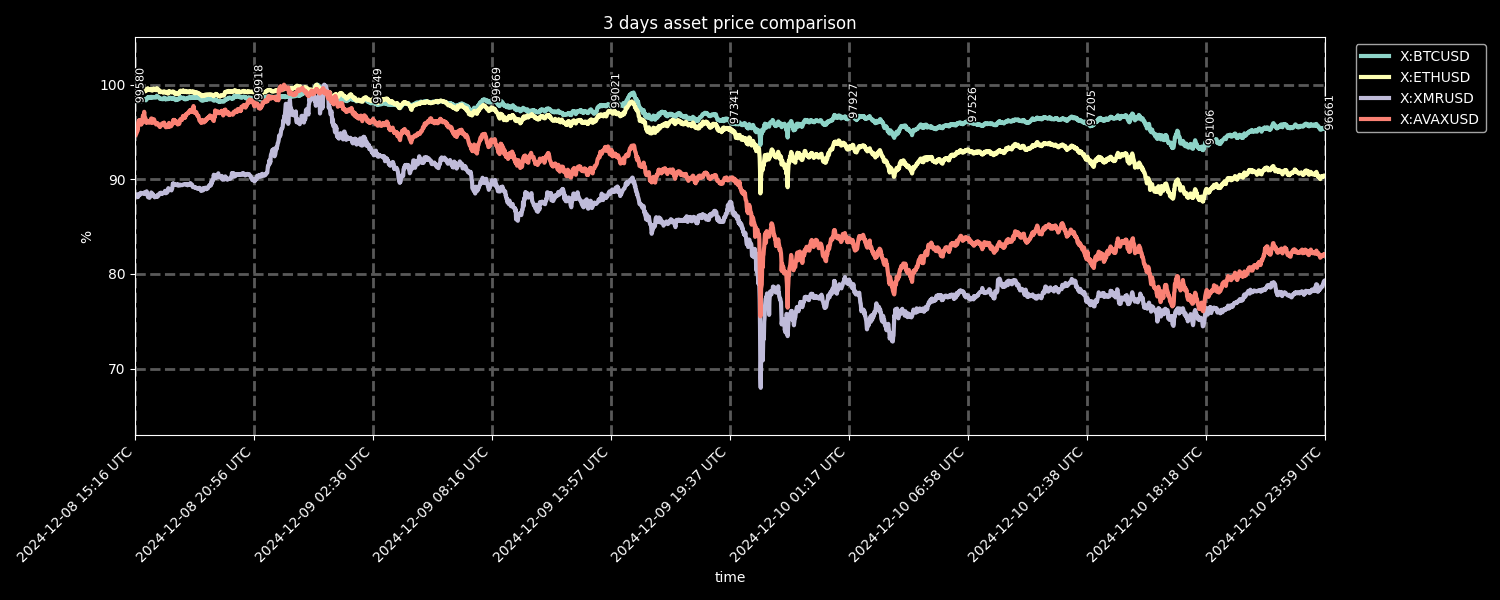 3 days asset price comparison
X:BTCUSD
X:ETHUSD
X:XMRUSD
X:AVAXUSD
100
90
80
70
%
99918
99549
99669
99021
97341
97927
97526
97205
95106
96661
2024-12-08 15:16 UTC
2024-12-08 20:56 UTC
2024-12-09 02:36 UTC
2024-12-09 08:16 UTC
2024-12-09 13:57 UTC
2024-12-09 19:37 UTC
2024-12-10 01:17 UTC
2024-12-10 06:58 UTC
2024-12-10 12:38 UTC
2024-12-10 18:18 UTC
2024-12-10 23:59 UTC
time